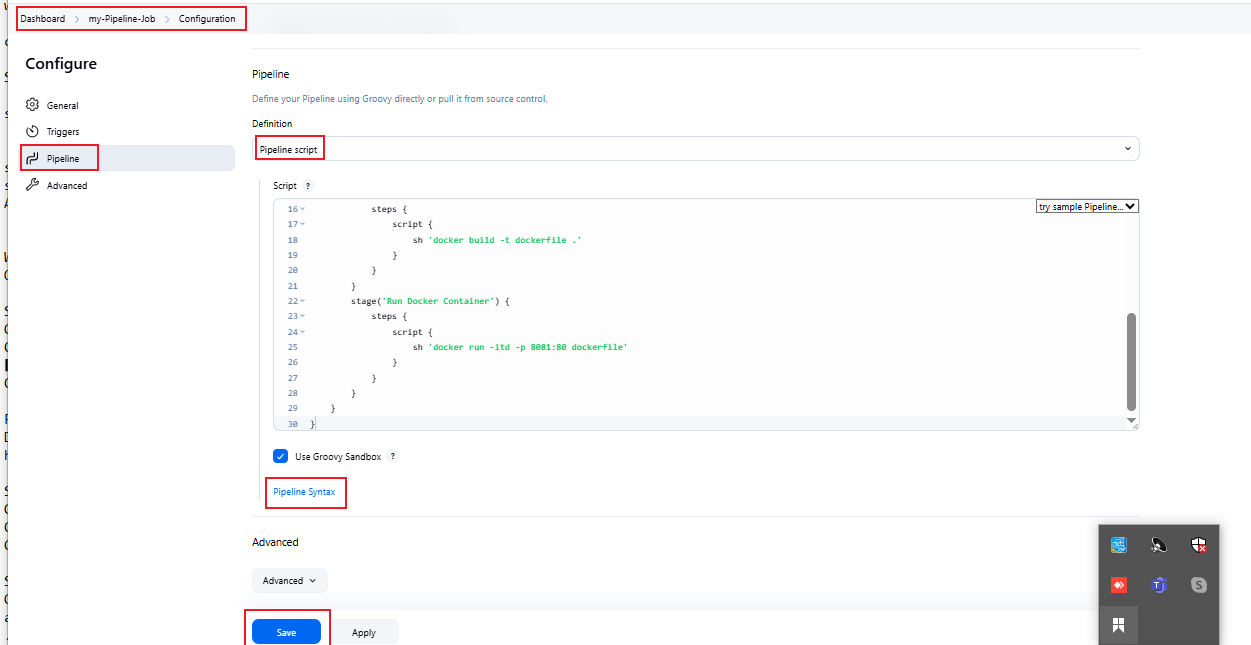 Dashboard > my-Pipeline-Job > Configuration
Configure
General
Triggers
Pipeline
Advanced
Pipeline
Define your Pipeline using Groovy directly or pull it from source control.
Definition
Pipeline script
Script ?
try sample Pipeline...
16 steps {
17 script {
18 sh 'docker build -t dockerfile .'
19 }
20 }
21 }
22 stage('Run Docker Container') {
23 steps {
24 script {
25 sh 'docker run -itd -p 8081:80 dockerfile'
26 }
27 }
28 }
29 }
30 }
Use Groovy Sandbox ?
Pipeline Syntax
Advanced
Advanced
Save
Apply